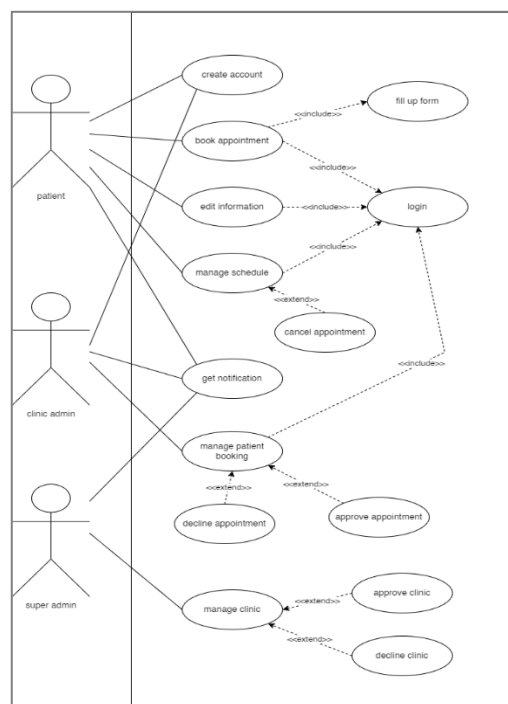 create account
fill up form
<<include>>
book appointment
<<include>>
patient
edit information
<<include>>
login
<<include>>
manage schedule
<<extend>>
cancel appointment
<<include>>
get notification
clinic admin
manage patient
booking
<<extend>>
<<extend>>
decline appointment
approve appointment
approve clinic
<<extend>>
super admin
manage clinic
<<extend>>
decline clinic